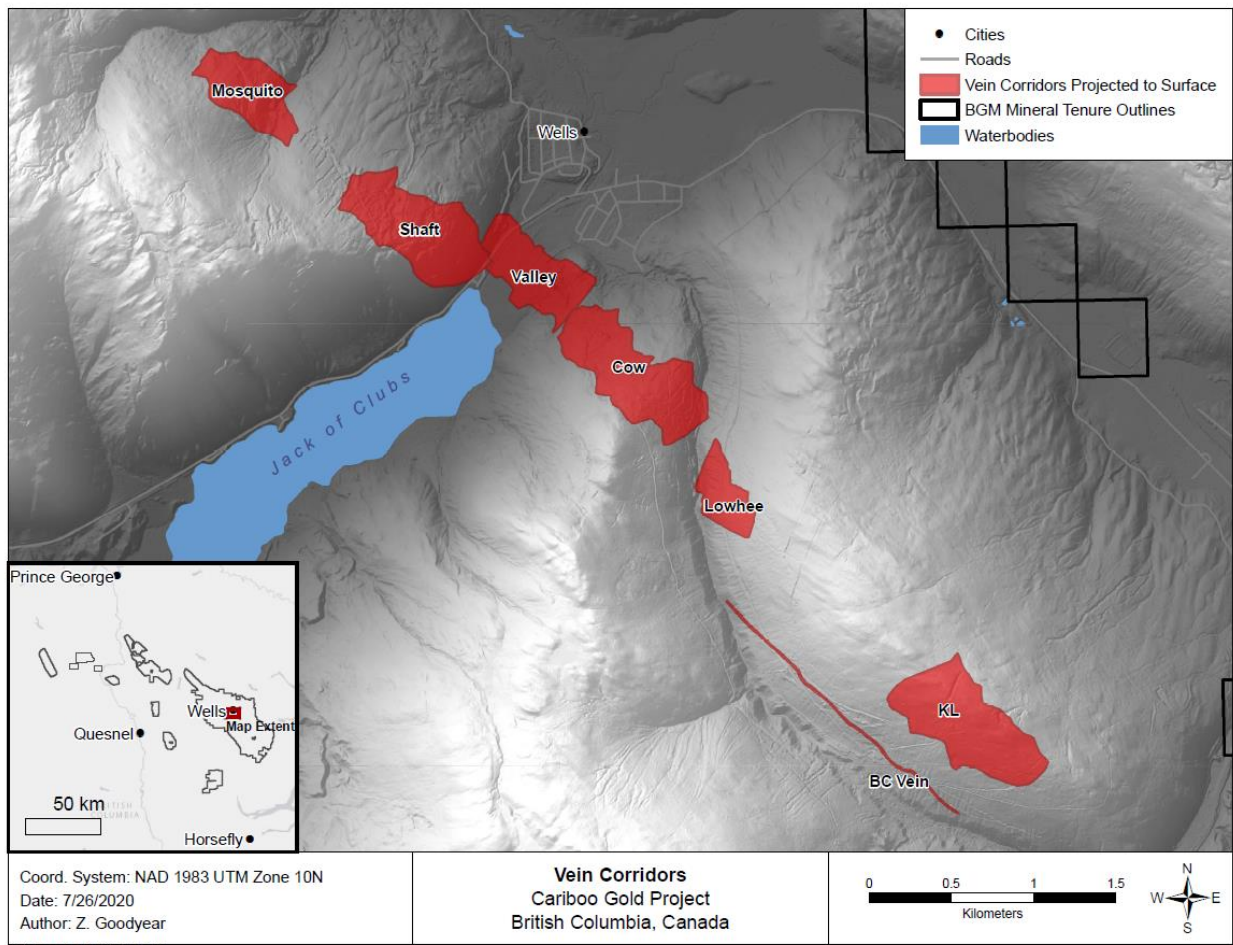 Cities
Roads
Vein Corridors Projected to Surface
BGM Mineral Tenure Outlines
Waterbodies
Mosquito
Wells
Shaft
Valley
Cow
Jack of Clubs
Lowhee
KL
BC Vein
Prince George
Wells
Map Extent
Quesnel
50 km
BRITISH
COLUMBIA
Horsefly
Coord. System: NAD 1983 UTM Zone 10N
Date: 7/26/2020
Author: Z. Goodyear
Vein Corridors
Cariboo Gold Project
British Columbia, Canada
0 0.5 1 1.5
Kilometers
N
W E
S